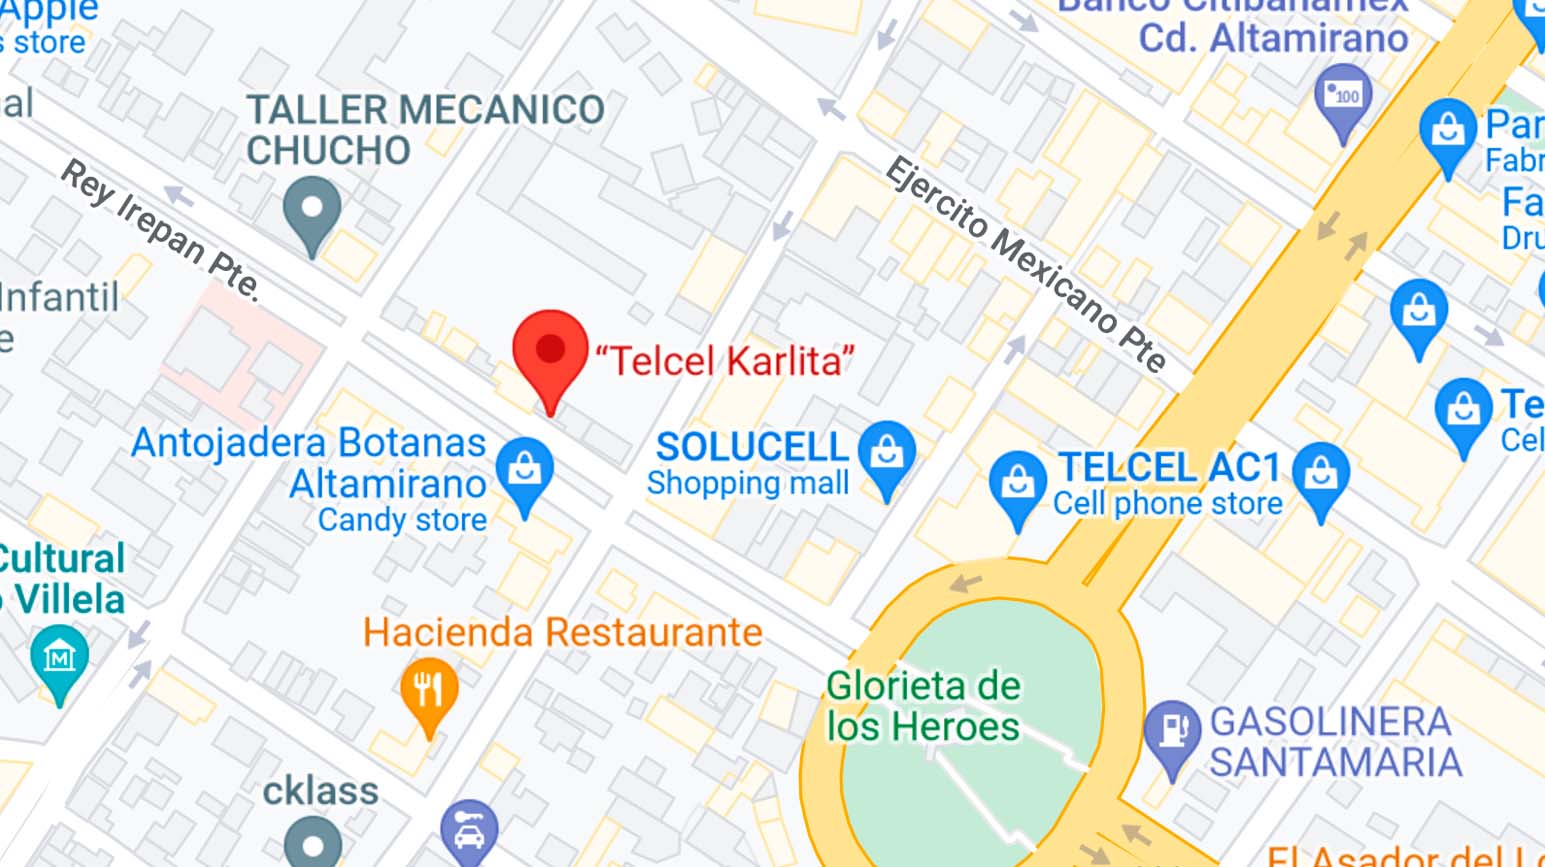 Apple
s store
Banco Citibanamex
Cd. Altamirano
100
al
TALLER MECANICO
CHUCHO
Par
Fabr
Rey Irepan Pte.
Ejercito Mexicano Pte
Fa
Dru
Infantil
e
“Telcel Karlita”
Antojadera Botanas
Altamirano
Candy store
SOLUCELL
Shopping mall
TELCEL AC1
Cell phone store
Te
Cel
Cultural
o Villela
M
Hacienda Restaurante
Glorieta de
los Heroes
GASOLINERA
SANTAMARIA
cklass
El Asador del Lo